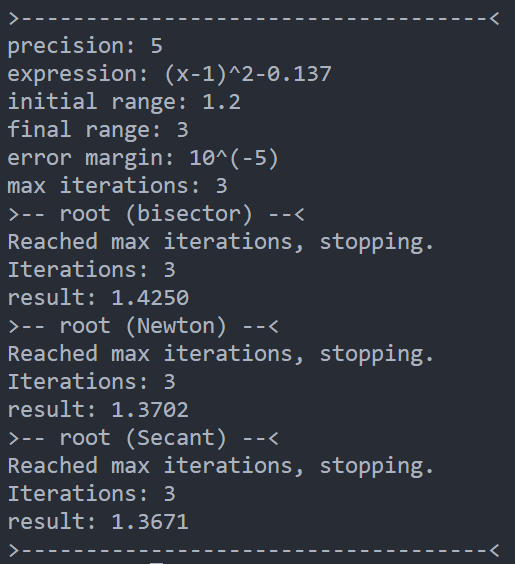 >-----------------------------------<
precision: 5
expression: (x-1)^2-0.137
initial range: 1.2
final range: 3
error margin: 10^(-5)
max iterations: 3
>-- root (bisector) --<
Reached max iterations, stopping.
Iterations: 3
result: 1.4250
>-- root (Newton) --<
Reached max iterations, stopping.
Iterations: 3
result: 1.3702
>-- root (Secant) --<
Reached max iterations, stopping.
Iterations: 3
result: 1.3671
>-----------------------------------<